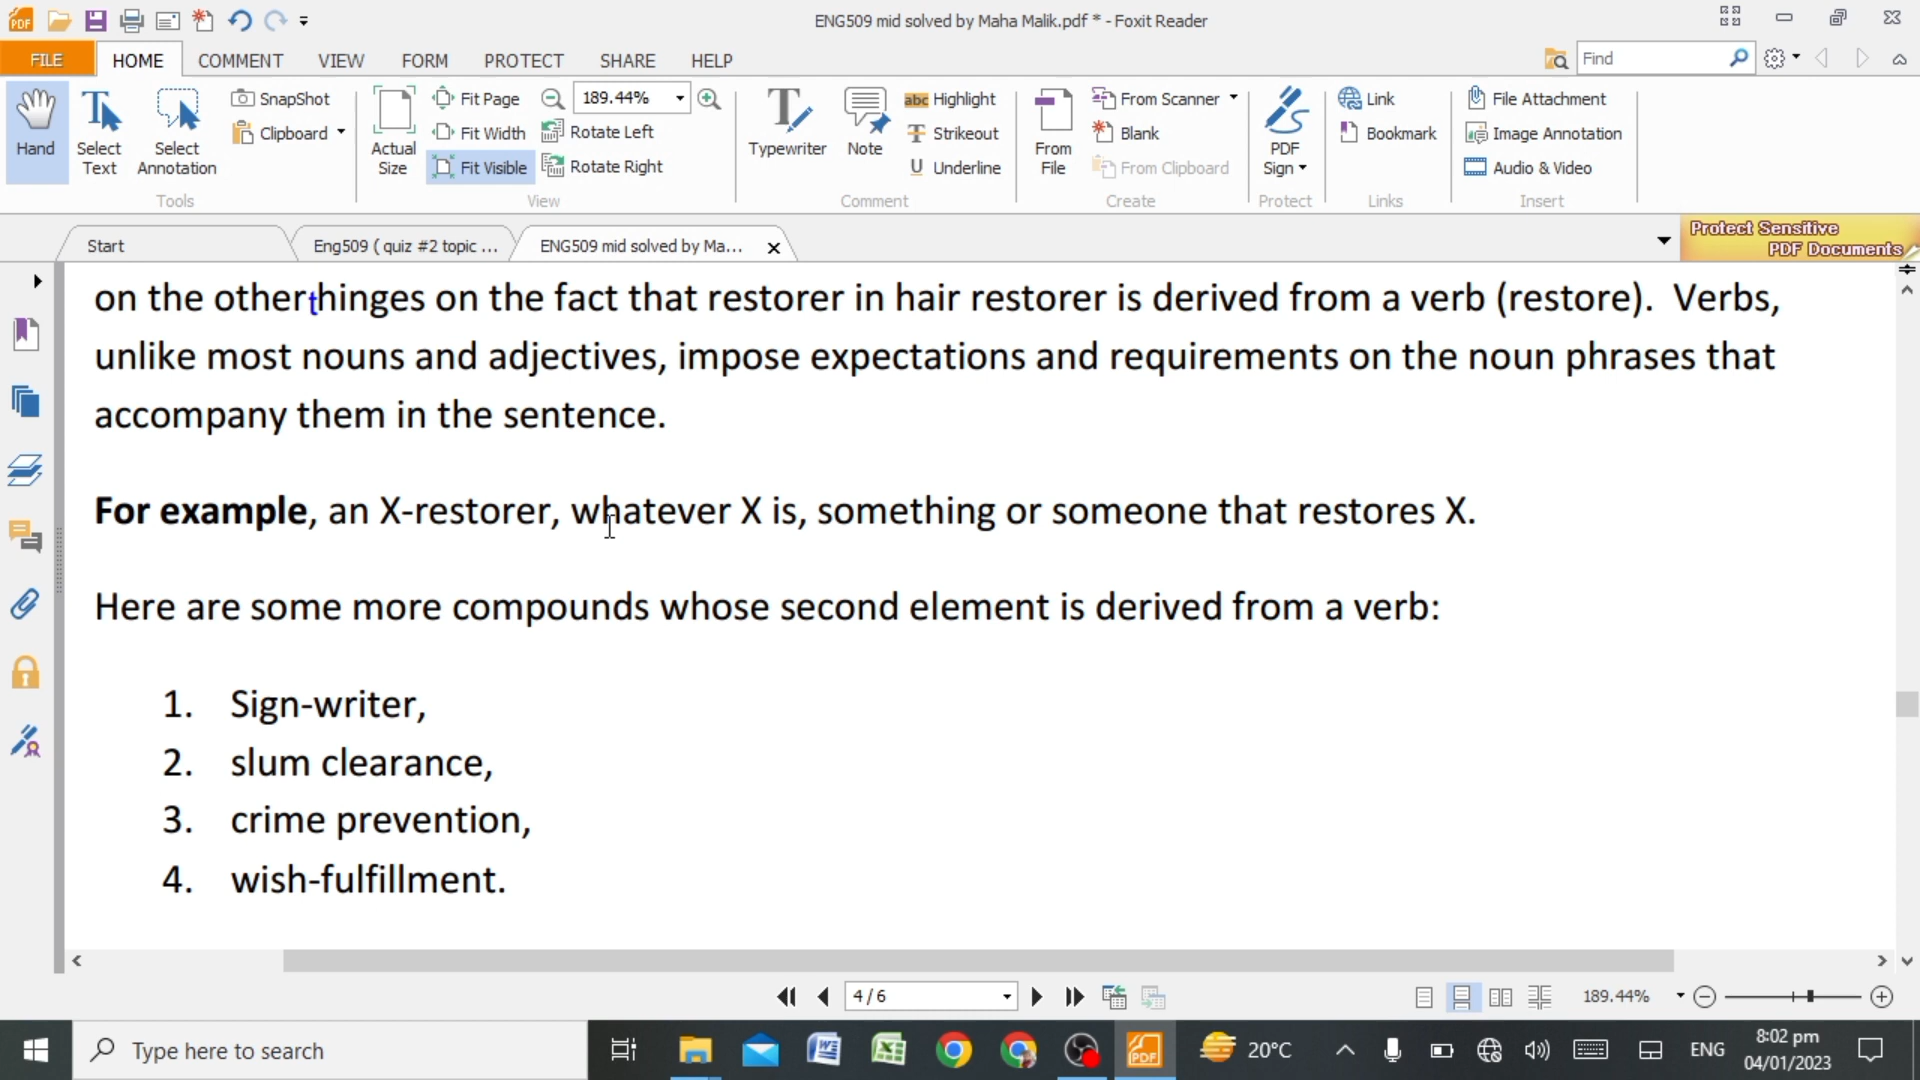 ENG509 mid solved by Maha Malik.pdf * - Foxit Reader
FILE HOME COMMENT VIEW FORM PROTECT SHARE HELP Find
Hand
Select Text
Select Annotation
SnapShot
Clipboard
Tools
Actual Size
Fit Page
Fit Width
Fit Visible
189.44%
Rotate Left
Rotate Right
View
Typewriter
Note
abc Highlight
Strikeout
U Underline
Comment
From File
From Scanner
Blank
From Clipboard
Create
PDF Sign
Protect
Link
Bookmark
Links
File Attachment
Image Annotation
Audio & Video
Insert
Start Eng509 ( quiz #2 topic ... ENG509 mid solved by Ma...
Protect Sensitive
PDF Documents
on the otherthinges on the fact that restorer in hair restorer is derived from a verb (restore). Verbs,
unlike most nouns and adjectives, impose expectations and requirements on the noun phrases that
accompany them in the sentence.
For example, an X-restorer, whatever X is, something or someone that restores X.
Here are some more compounds whose second element is derived from a verb:
1. Sign-writer,
2. slum clearance,
3. crime prevention,
4. wish-fulfillment.
4 / 6 189.44%
Type here to search
20°C ENG
8:02 pm
04/01/2023